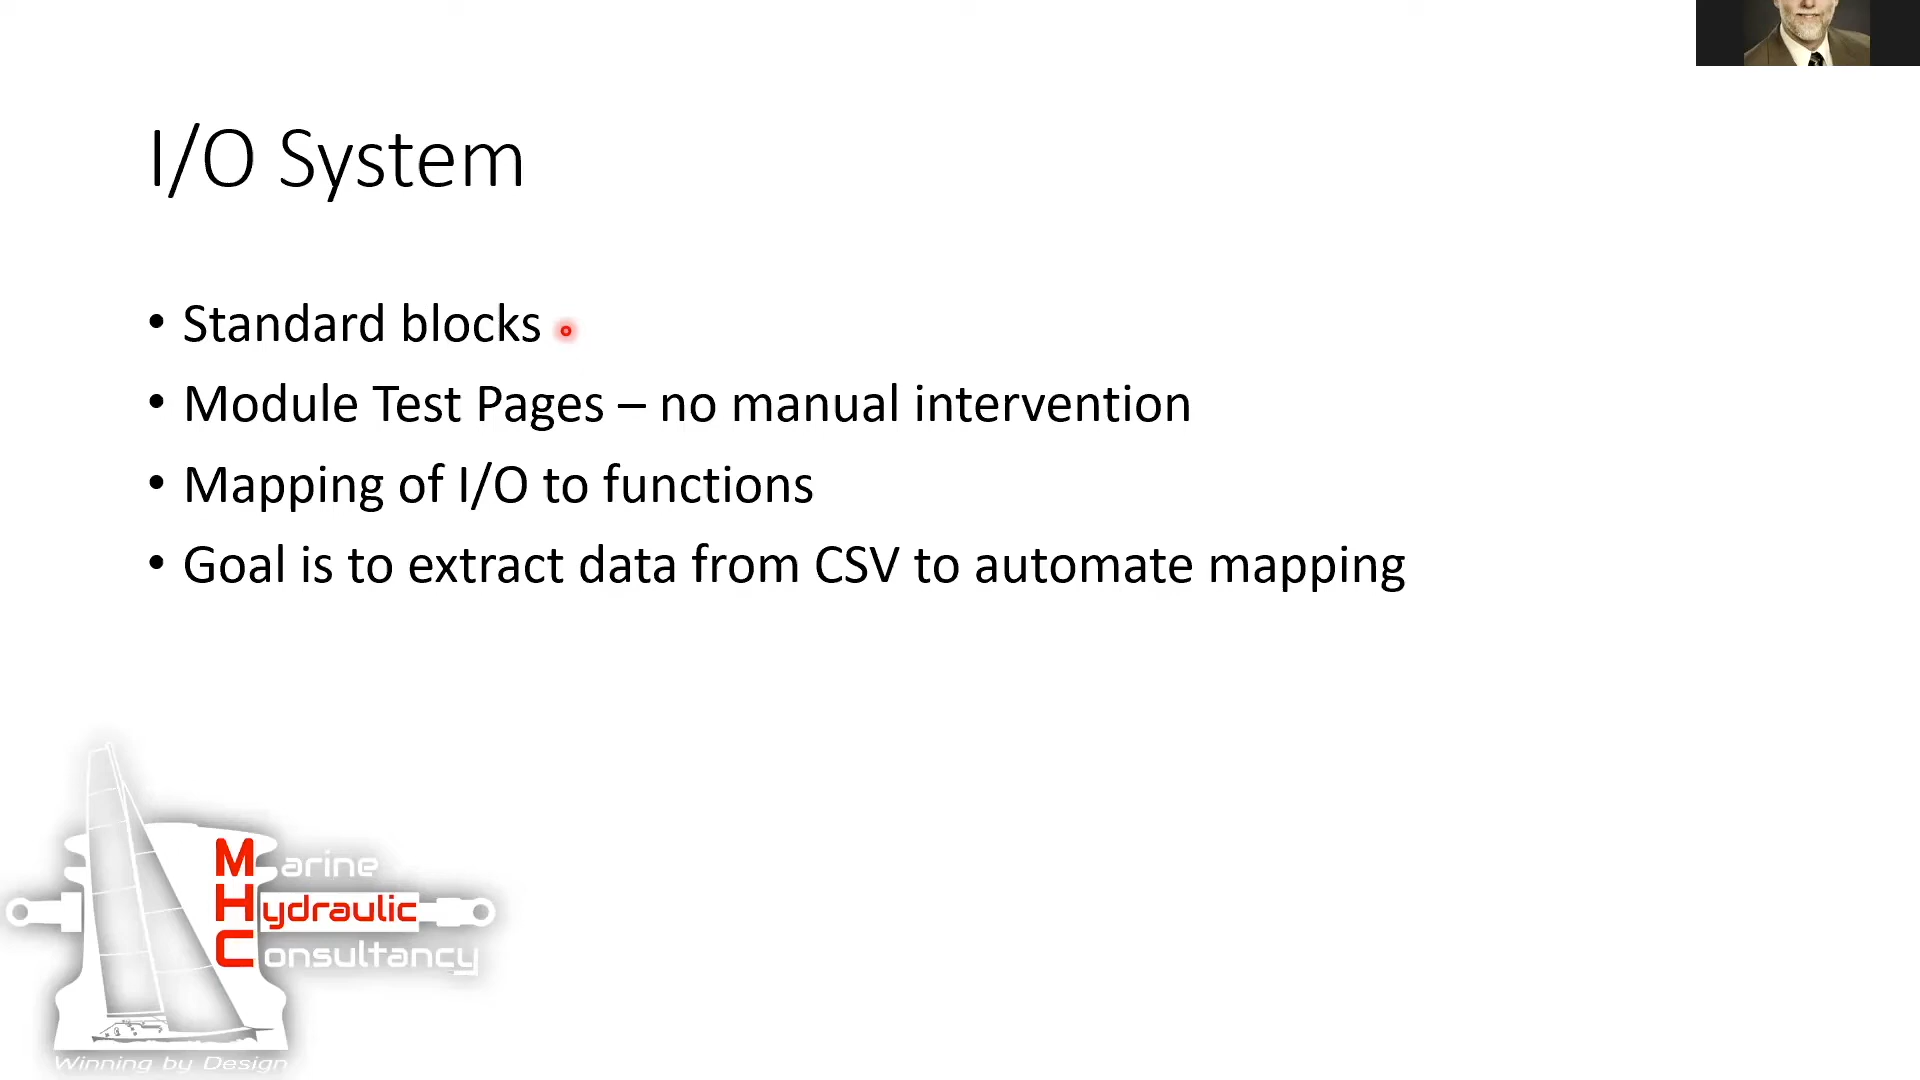 I/O System
• Standard blocks
• Module Test Pages – no manual intervention
• Mapping of I/O to functions
• Goal is to extract data from CSV to automate mapping
Marine
Hydraulic
Consultancy
Winning by Design